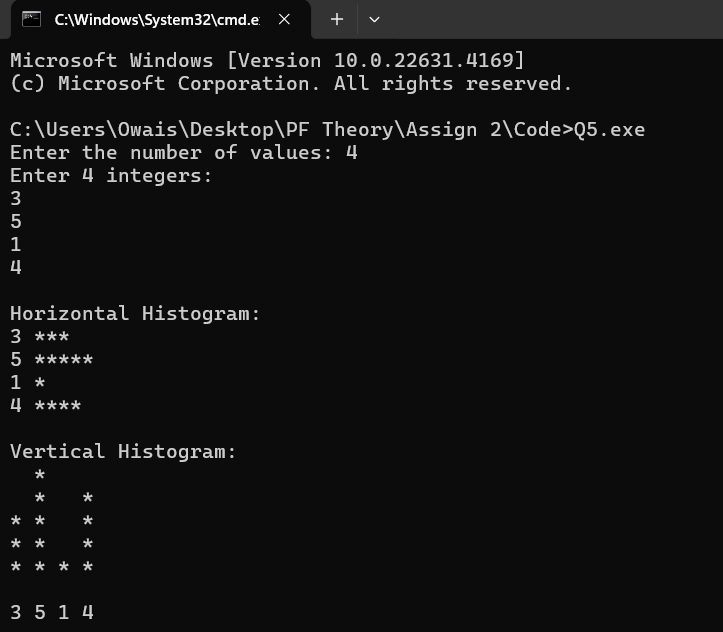 C:\Windows\System32\cmd.e
Microsoft Windows [Version 10.0.22631.4169]
(c) Microsoft Corporation. All rights reserved.
C:\Users\Owais\Desktop\PF Theory\Assign 2\Code>Q5.exe
Enter the number of values: 4
Enter 4 integers:
3
5
1
4
Horizontal Histogram:
3 ***
5 *****
1 *
4 ****
Vertical Histogram:
  *
  *   *
* *   *
* *   *
* * * *
3 5 1 4